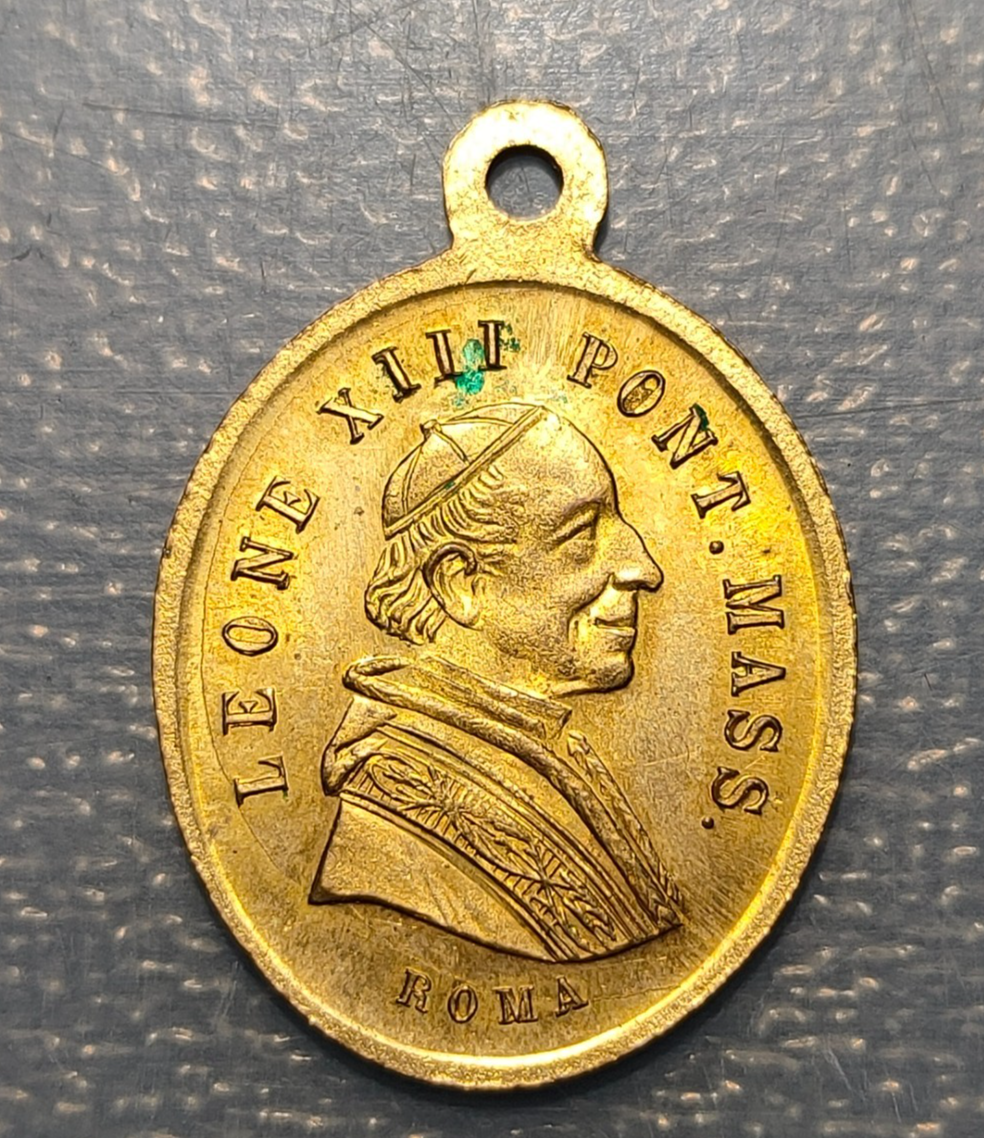 LEONE XIII PONT. MASS.
ROMA